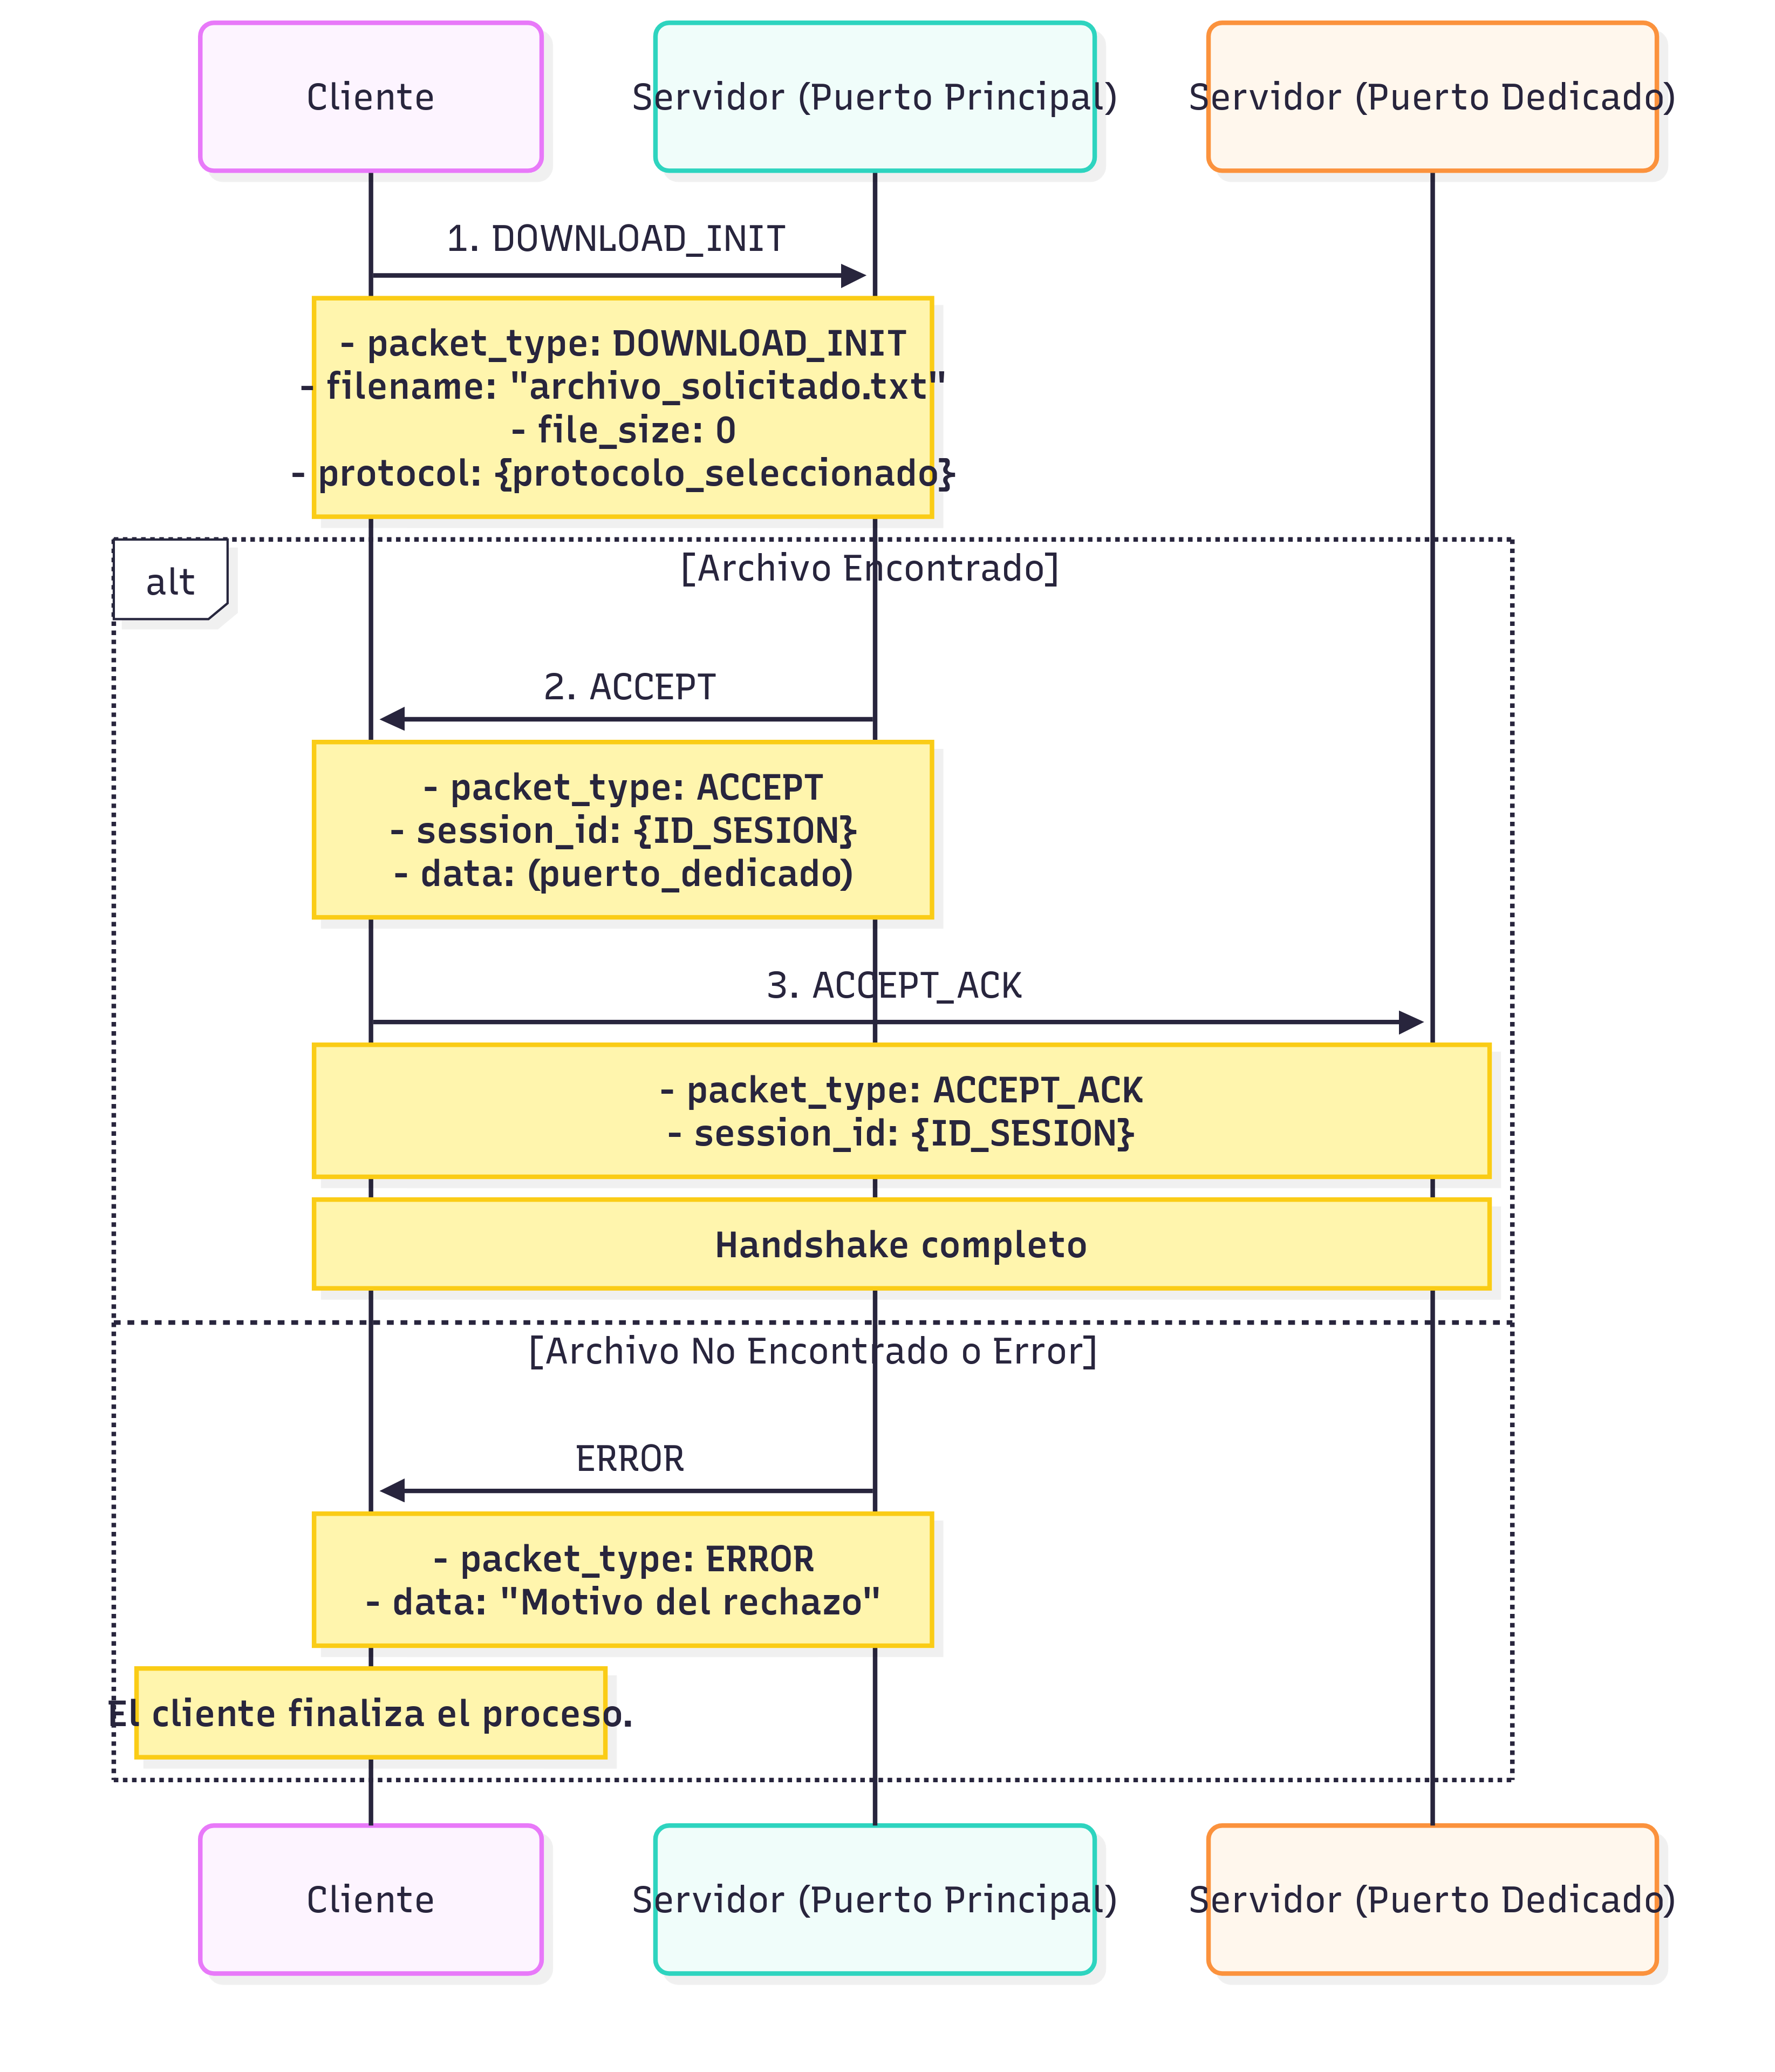 Cliente
Servidor (Puerto Principal)
Servidor (Puerto Dedicado)
1. DOWNLOAD_INIT
- packet_type: DOWNLOAD_INIT
- filename: "archivo_solicitado.txt"
- file_size: 0
- protocol: {protocolo_seleccionado}
alt
[Archivo Encontrado]
2. ACCEPT
- packet_type: ACCEPT
- session_id: {ID_SESION}
- data: (puerto_dedicado)
3. ACCEPT_ACK
- packet_type: ACCEPT_ACK
- session_id: {ID_SESION}
Handshake completo
[Archivo No Encontrado o Error]
ERROR
- packet_type: ERROR
- data: "Motivo del rechazo"
El cliente finaliza el proceso.
Cliente
Servidor (Puerto Principal)
Servidor (Puerto Dedicado)